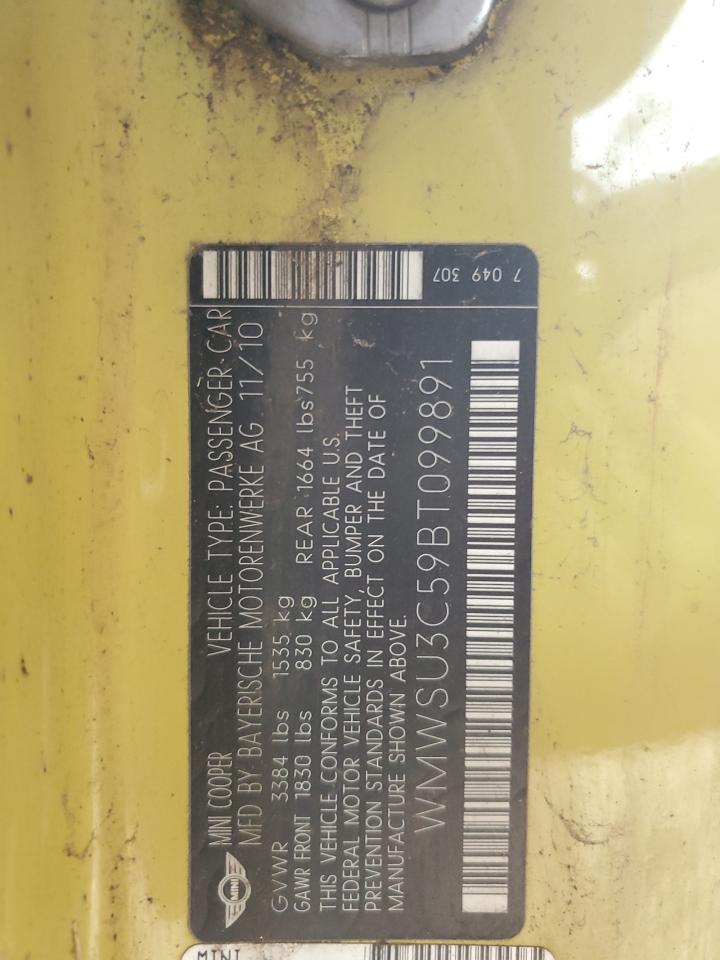 MINI
MINI COOPER VEHICLE TYPE: PASSENGER CAR
MFD BY BAYERISCHE MOTORENWERKE AG 11/10
GVWR 3384 lbs 1535 kg
GAWR FRONT 1830 lbs 830 kg REAR 1664 lbs755 kg
THIS VEHICLE CONFORMS TO ALL APPLICABLE U.S.
FEDERAL MOTOR VEHICLE SAFETY, BUMPER AND THEFT
PREVENTION STANDARDS IN EFFECT ON THE DATE OF
MANUFACTURE SHOWN ABOVE.
WMWSU3C59BT099891
7 049 307
MINI